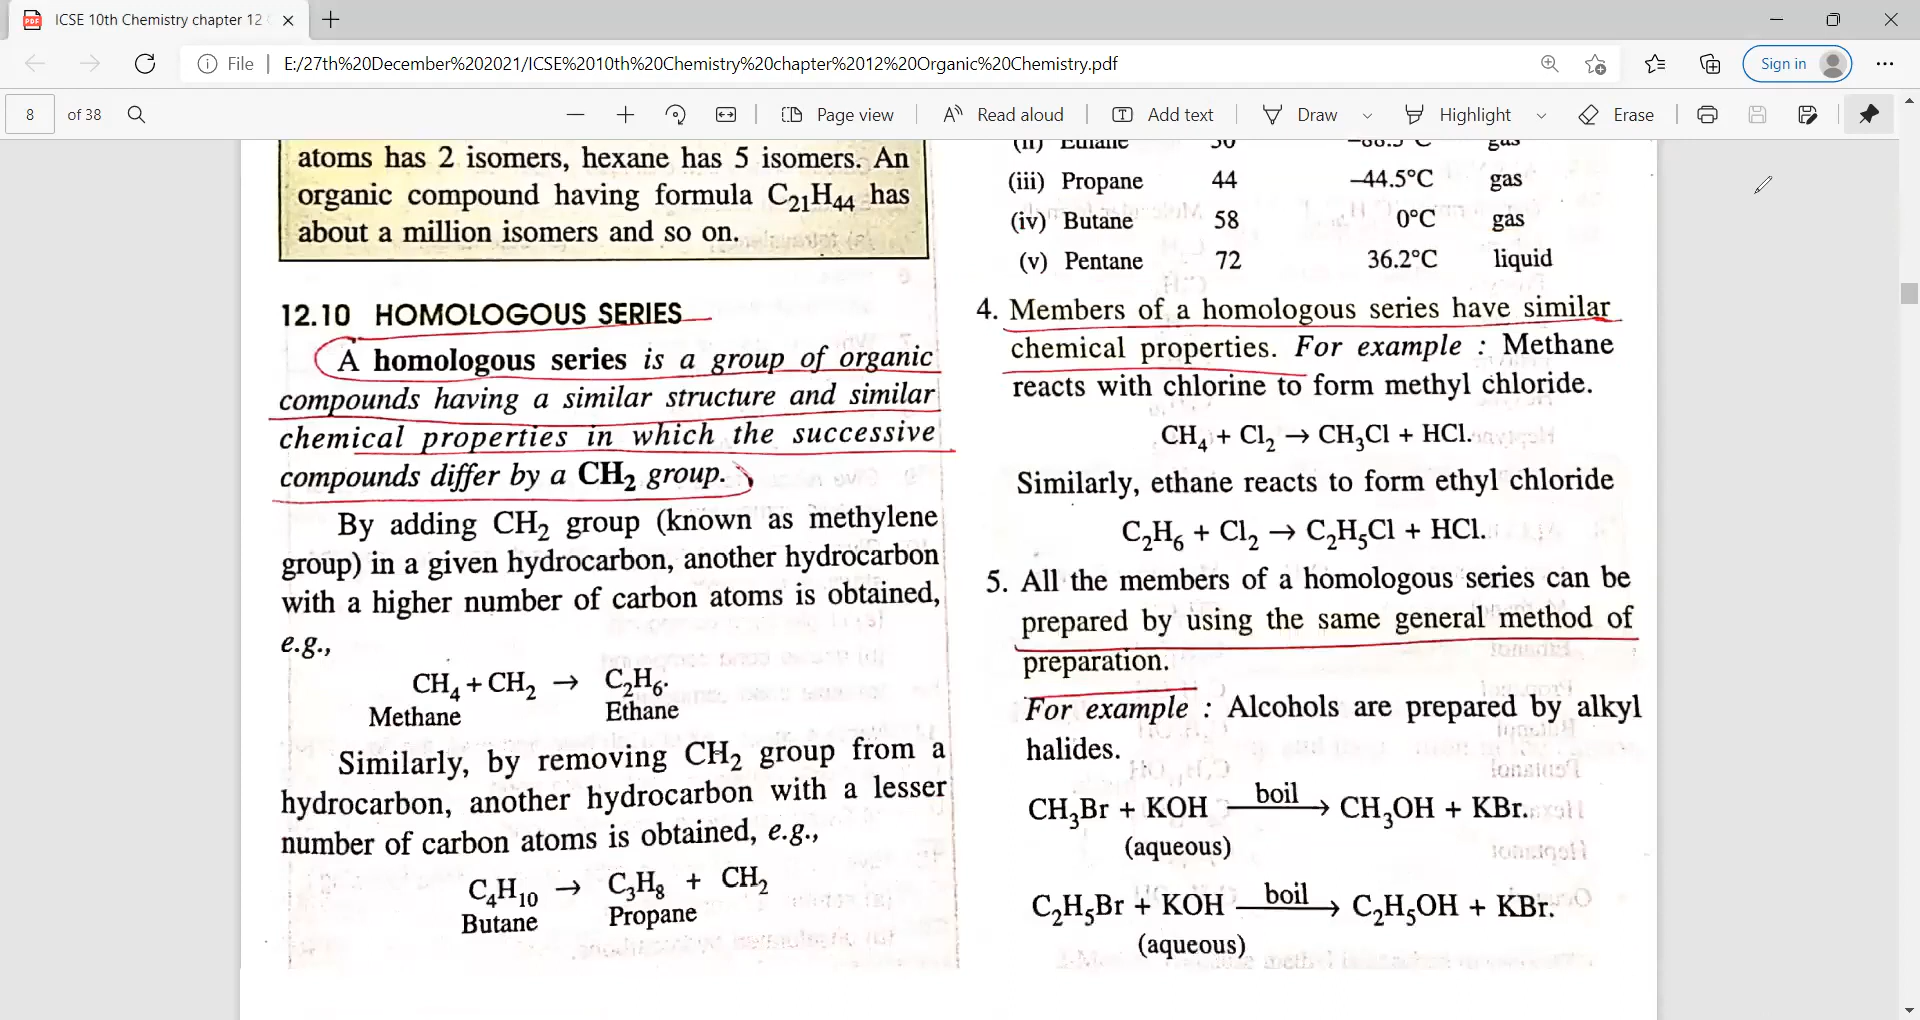 ICSE 10th Chemistry chapter 12
File
E:/27th%20December%202021/ICSE%2010th%20Chemistry%20chapter%2012%20Organic%20Chemistry.pdf
Sign in
8 of 38
Page view
Read aloud
Add text
Draw
Highlight
Erase
atoms has 2 isomers, hexane has 5 isomers. An
organic compound having formula C₂₁H₄₄ has
about a million isomers and so on.
12.10 HOMOLOGOUS SERIES
A homologous series is a group of organic
compounds having a similar structure and similar
chemical properties in which the successive
compounds differ by a CH₂ group.
By adding CH₂ group (known as methylene
group) in a given hydrocarbon, another hydrocarbon
with a higher number of carbon atoms is obtained,
e.g.,
CH₄ + CH₂ → C₂H₆.
Methane Ethane
Similarly, by removing CH₂ group from a
hydrocarbon, another hydrocarbon with a lesser
number of carbon atoms is obtained, e.g.,
C₄H₁₀ → C₃H₈ + CH₂
Butane Propane
(ii) Ethane 30 –88.5°C gas
(iii) Propane 44 –44.5°C gas
(iv) Butane 58 0°C gas
(v) Pentane 72 36.2°C liquid
4. Members of a homologous series have similar
chemical properties. For example : Methane
reacts with chlorine to form methyl chloride.
CH₄ + Cl₂ → CH₃Cl + HCl.
Similarly, ethane reacts to form ethyl chloride
C₂H₆ + Cl₂ → C₂H₅Cl + HCl.
5. All the members of a homologous series can be
prepared by using the same general method of
preparation.
For example : Alcohols are prepared by alkyl
halides.
boil
CH₃Br + KOH → CH₃OH + KBr.
(aqueous)
boil
C₂H₅Br + KOH → C₂H₅OH + KBr.
(aqueous)